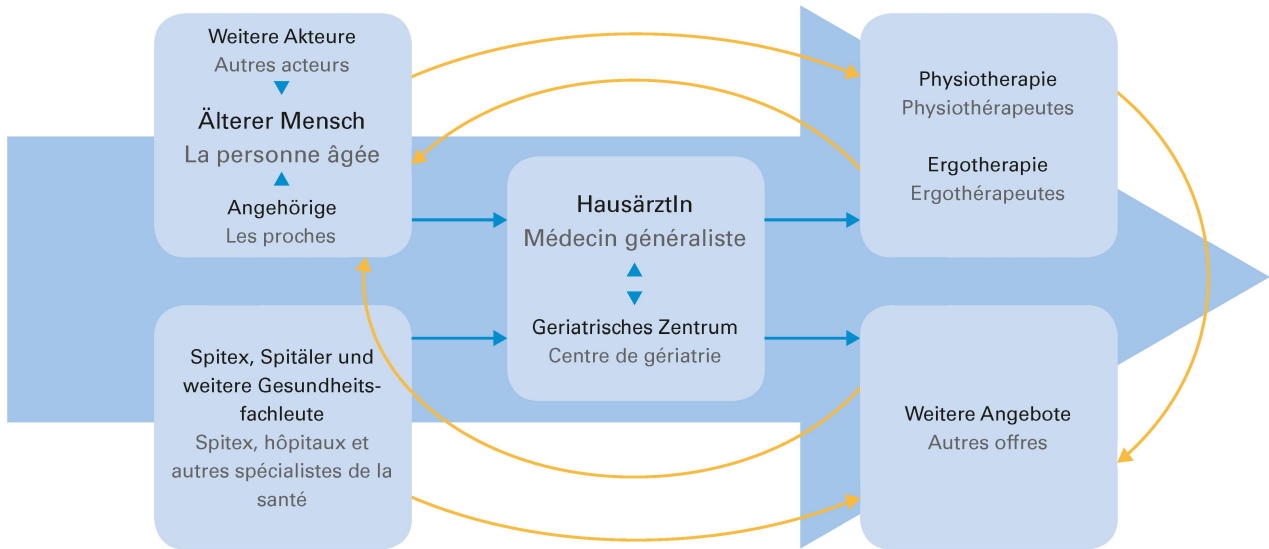 Weitere Akteure
Autres acteurs
Älterer Mensch
La personne âgée
Angehörige
Les proches
Spitex, Spitäler und
weitere Gesundheits-
fachleute
Spitex, hôpitaux et
autres spécialistes de la
santé
HausärztIn
Médecin généraliste
Geriatrisches Zentrum
Centre de gériatrie
Physiotherapie
Physiothérapeutes
Ergotherapie
Ergothérapeutes
Weitere Angebote
Autres offres